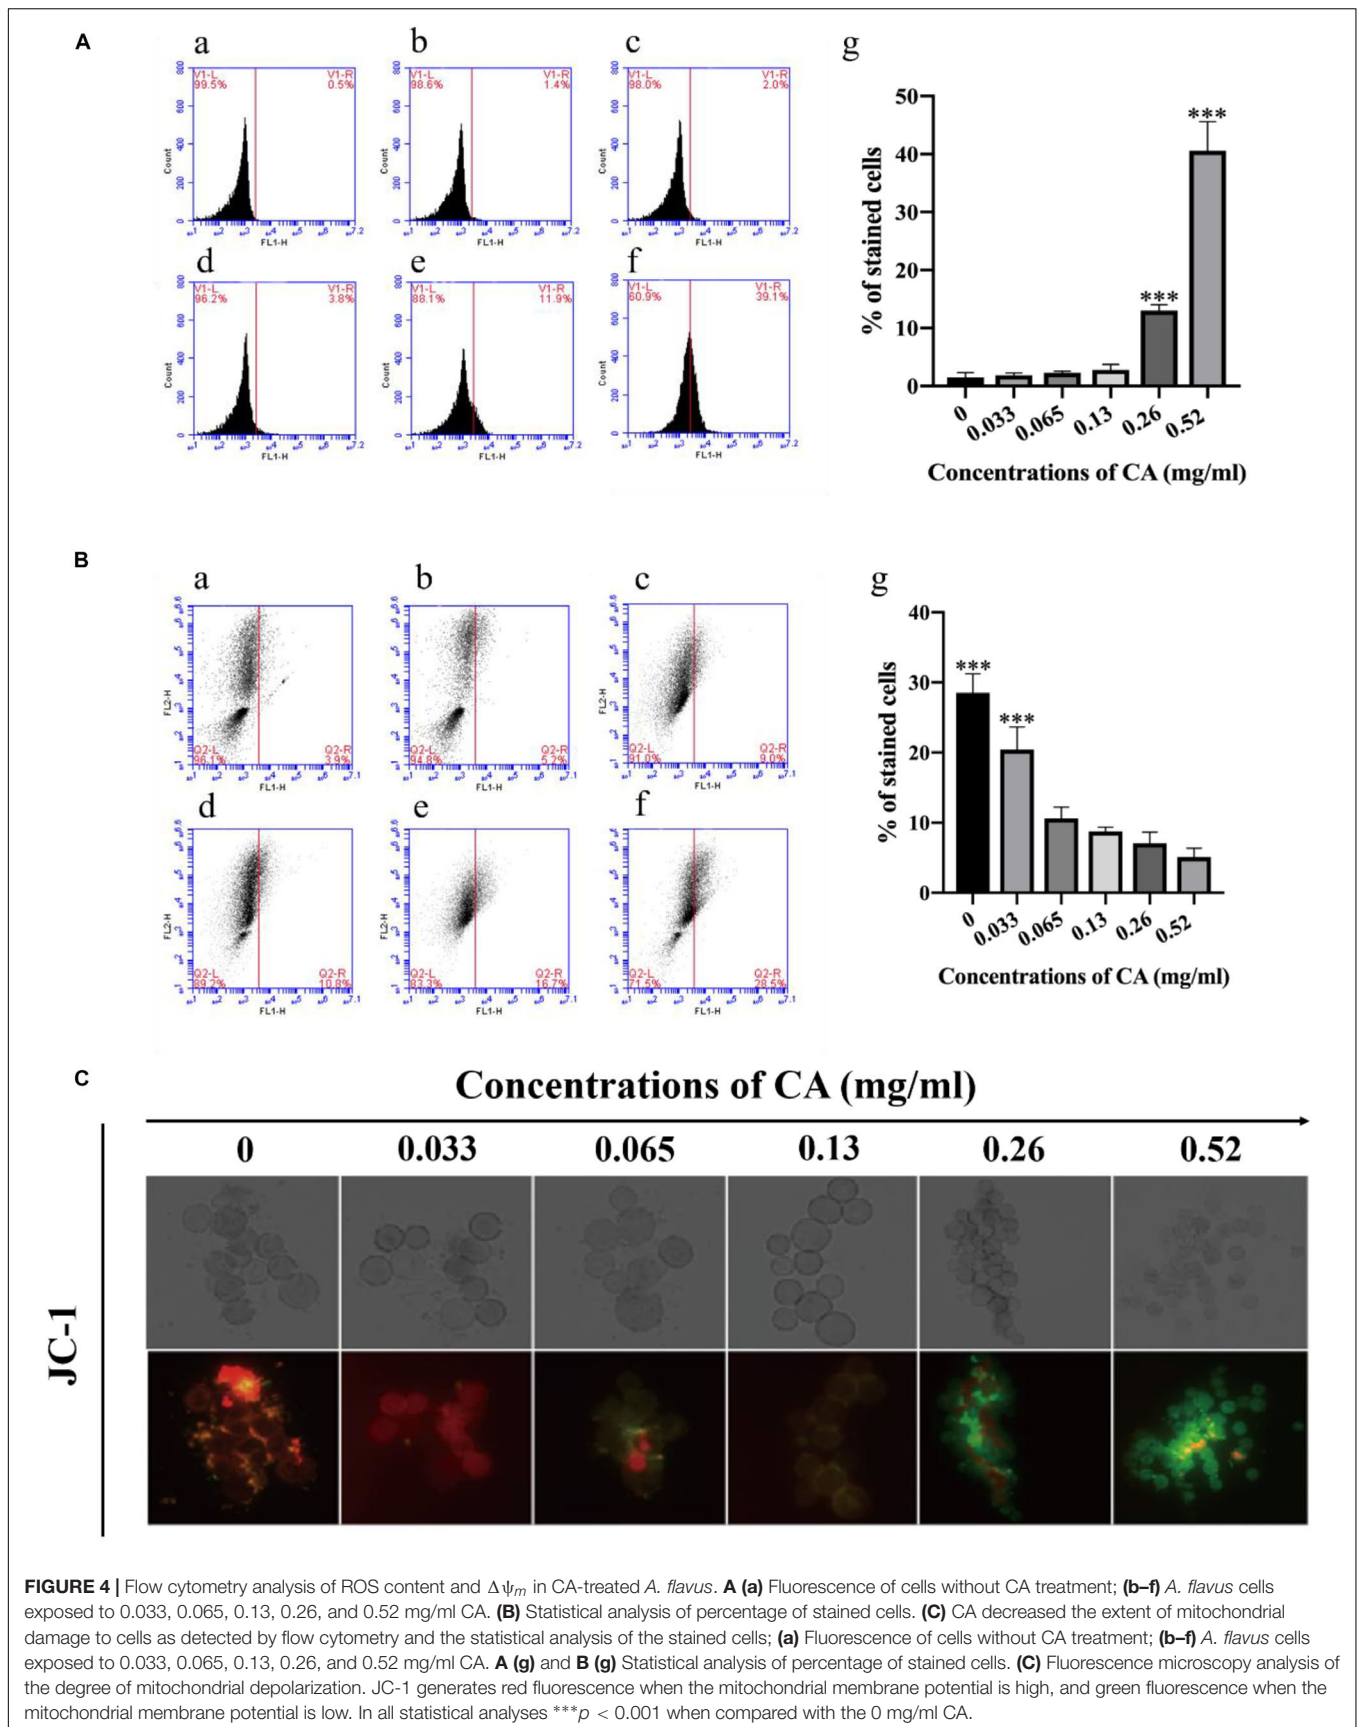 A
a
b
c
g
V1-L
99.5%
V1-R
0.5%
V1-L
98.6%
V1-R
1.4%
V1-L
98.0%
V1-R
2.0%
Count
FL1-H
Count
FL1-H
Count
FL1-H
d
e
f
V1-L
96.2%
V1-R
3.8%
V1-L
88.1%
V1-R
11.9%
V1-L
60.9%
V1-R
39.1%
Count
FL1-H
Count
FL1-H
Count
FL1-H
% of stained cells
50
40
30
20
10
0
***
***
0 0.033 0.065 0.13 0.26 0.52
Concentrations of CA (mg/ml)
B
a
b
c
g
Q2-L
96.1%
Q2-R
3.9%
Q2-L
94.8%
Q2-R
5.2%
Q2-L
91.0%
Q2-R
9.0%
FL2-H
FL1-H
FL2-H
FL1-H
FL2-H
FL1-H
d
e
f
Q2-L
89.2%
Q2-R
10.8%
Q2-L
83.3%
Q2-R
16.7%
Q2-L
71.5%
Q2-R
28.5%
FL2-H
FL1-H
FL2-H
FL1-H
FL2-H
FL1-H
% of stained cells
40
30
20
10
0
***
***
0 0.033 0.065 0.13 0.26 0.52
Concentrations of CA (mg/ml)
C
Concentrations of CA (mg/ml)
0 0.033 0.065 0.13 0.26 0.52
JC-1
FIGURE 4 | Flow cytometry analysis of ROS content and Δψm in CA-treated A. flavus. A (a) Fluorescence of cells without CA treatment; (b–f) A. flavus cells
exposed to 0.033, 0.065, 0.13, 0.26, and 0.52 mg/ml CA. (B) Statistical analysis of percentage of stained cells. (C) CA decreased the extent of mitochondrial
damage to cells as detected by flow cytometry and the statistical analysis of the stained cells; (a) Fluorescence of cells without CA treatment; (b–f) A. flavus cells
exposed to 0.033, 0.065, 0.13, 0.26, and 0.52 mg/ml CA. A (g) and B (g) Statistical analysis of percentage of stained cells. (C) Fluorescence microscopy analysis of
the degree of mitochondrial depolarization. JC-1 generates red fluorescence when the mitochondrial membrane potential is high, and green fluorescence when the
mitochondrial membrane potential is low. In all statistical analyses ***p < 0.001 when compared with the 0 mg/ml CA.